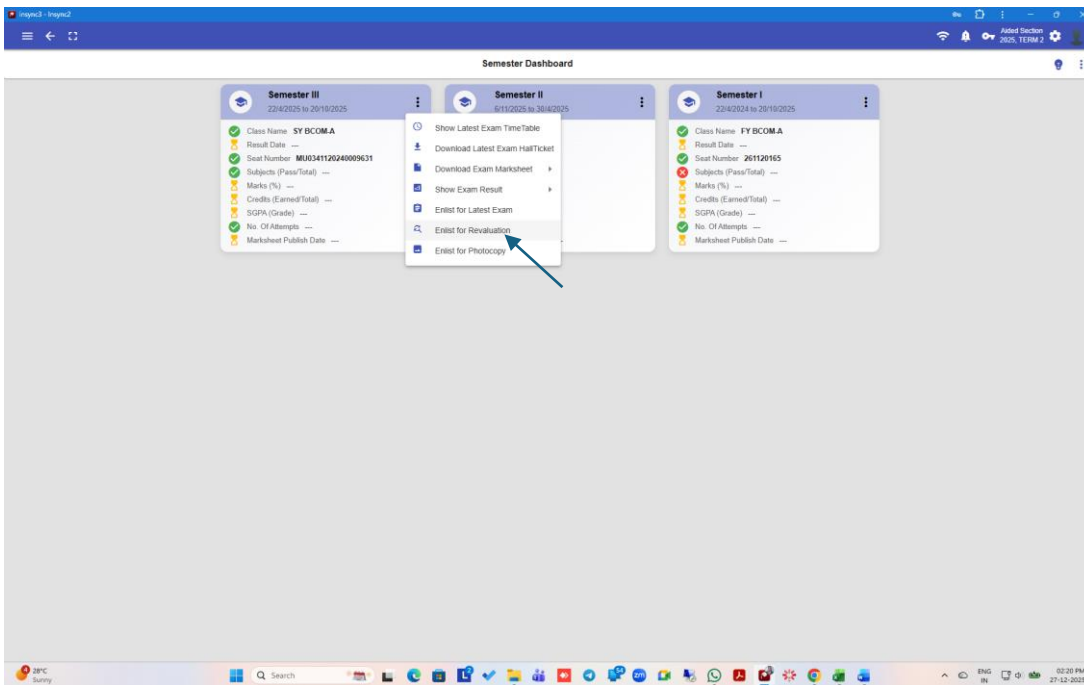 insync3 - Insync2
Aided Section
2025, TERM 2
Semester Dashboard
Semester III
22/4/2025 to 20/10/2025
Class Name SY BCOM-A
Result Date ---
Seat Number MU0341120240009631
Subjects (Pass/Total) ---
Marks (%) ---
Credits (Earned/Total) ---
SGPA (Grade) ---
No. Of Attempts ---
Marksheet Publish Date ---
Show Latest Exam TimeTable
Download Latest Exam HallTicket
Download Exam Marksheet
Show Exam Result
Enlist for Latest Exam
Enlist for Revaluation
Enlist for Photocopy
Semester II
6/11/2025 to 30/4/2025
Semester I
22/4/2024 to 20/10/2025
Class Name FY BCOM-A
Result Date ---
Seat Number 261120165
Subjects (Pass/Total) ---
Marks (%) ---
Credits (Earned/Total) ---
SGPA (Grade) ---
No. Of Attempts ---
Marksheet Publish Date ---
28°C
Sunny
Search
54
zm
ENG
IN
02:20 PM
27-12-2025